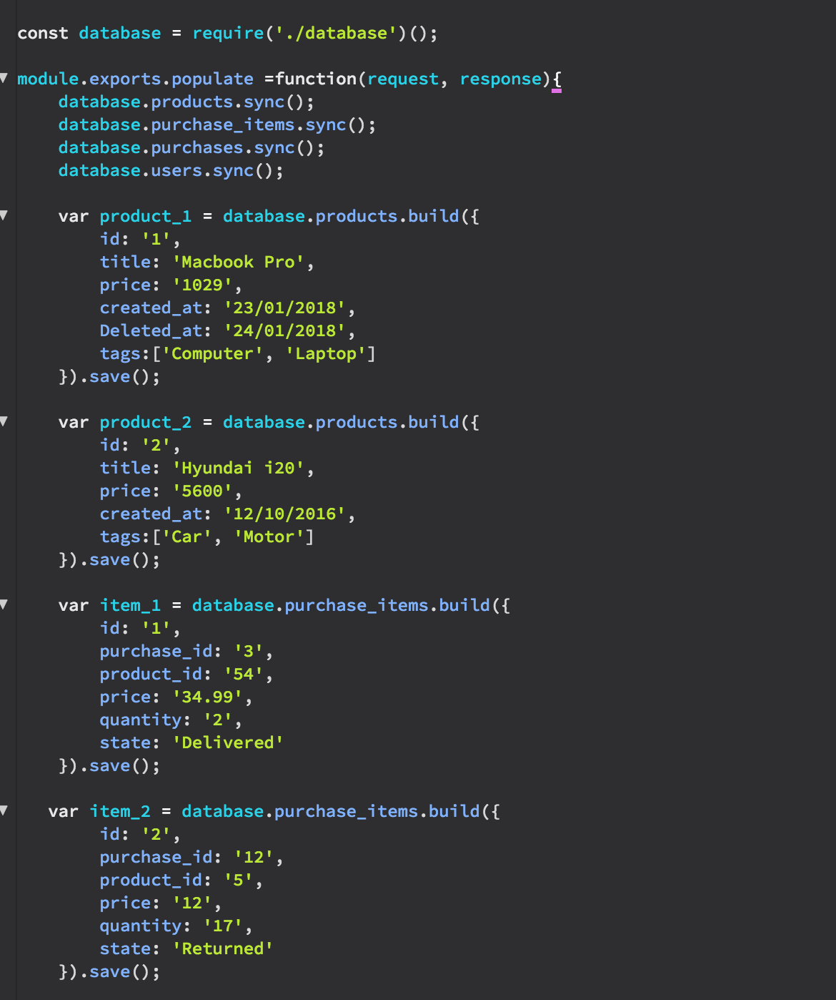 const database = require('./database')();
module.exports.populate =function(request, response){
database.products.sync();
database.purchase_items.sync();
database.purchases.sync();
database.users.sync();
var product_1 = database.products.build({
id: '1',
title: 'Macbook Pro',
price: '1029',
created_at: '23/01/2018',
Deleted_at: '24/01/2018',
tags:['Computer', 'Laptop']
}).save();
var product_2 = database.products.build({
id: '2',
title: 'Hyundai i20',
price: '5600',
created_at: '12/10/2016',
tags:['Car', 'Motor']
}).save();
var item_1 = database.purchase_items.build({
id: '1',
purchase_id: '3',
product_id: '54',
price: '34.99',
quantity: '2',
state: 'Delivered'
}).save();
var item_2 = database.purchase_items.build({
id: '2',
purchase_id: '12',
product_id: '5',
price: '12',
quantity: '17',
state: 'Returned'
}).save();